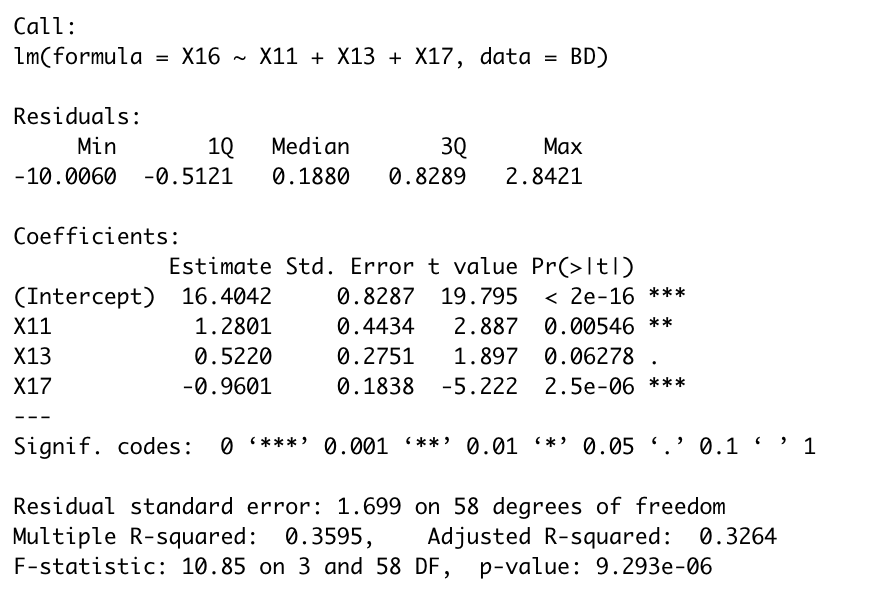 Call:
lm(formula = X16 ~ X11 + X13 + X17, data = BD)
Residuals:
     Min       1Q   Median       3Q      Max
-10.0060  -0.5121   0.1880   0.8289   2.8421
Coefficients:
            Estimate Std. Error t value Pr(>|t|)
(Intercept)  16.4042     0.8287  19.795  < 2e-16 ***
X11           1.2801     0.4434   2.887  0.00546 **
X13           0.5220     0.2751   1.897  0.06278 .
X17          -0.9601     0.1838  -5.222  2.5e-06 ***
---
Signif. codes:  0 ‘***’ 0.001 ‘**’ 0.01 ‘*’ 0.05 ‘.’ 0.1 ‘ ’ 1
Residual standard error: 1.699 on 58 degrees of freedom
Multiple R-squared:  0.3595,    Adjusted R-squared:  0.3264
F-statistic: 10.85 on 3 and 58 DF,  p-value: 9.293e-06